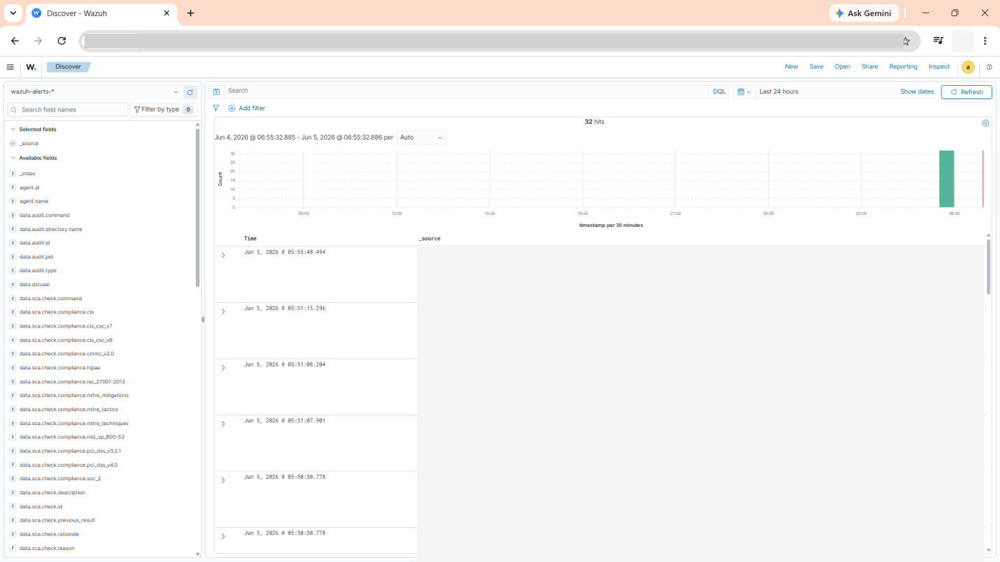 Discover - Wazuh
Ask Gemini
W.
Discover
New Save Open Share Reporting Inspect a
wazuh-alerts-*
Search
DQL
Last 24 hours
Show dates
Refresh
Search field names
Filter by type 0
Add filter
Selected fields
_source
Available fields
_index
agent.id
agent.name
data.audit.command
data.audit.directory.name
data.audit.id
data.audit.pid
data.audit.type
data.dstuser
data.sca.check.command
data.sca.check.compliance.cis
data.sca.check.compliance.cis_csc_v7
data.sca.check.compliance.cis_csc_v8
data.sca.check.compliance.cmmc_v2.0
data.sca.check.compliance.hipaa
data.sca.check.compliance.iso_27001-2013
data.sca.check.compliance.mitre_mitigations
data.sca.check.compliance.mitre_tactics
data.sca.check.compliance.mitre_techniques
data.sca.check.compliance.nist_sp_800-53
data.sca.check.compliance.pci_dss_v3.2.1
data.sca.check.compliance.pci_dss_v4.0
data.sca.check.compliance.soc_2
data.sca.check.description
data.sca.check.id
data.sca.check.previous_result
data.sca.check.rationale
data.sca.check.reason
32 hits
Jun 4, 2026 @ 06:55:32.885 - Jun 5, 2026 @ 06:55:32.886 per Auto
Count
30
25
20
15
10
5
0
09:00 12:00 15:00 18:00 21:00 00:00 03:00 06:00
timestamp per 30 minutes
Time _source
Jun 5, 2026 @ 05:55:48.494
Jun 5, 2026 @ 05:51:15.296
Jun 5, 2026 @ 05:51:08.204
Jun 5, 2026 @ 05:51:07.901
Jun 5, 2026 @ 05:50:30.778
Jun 5, 2026 @ 05:50:30.778